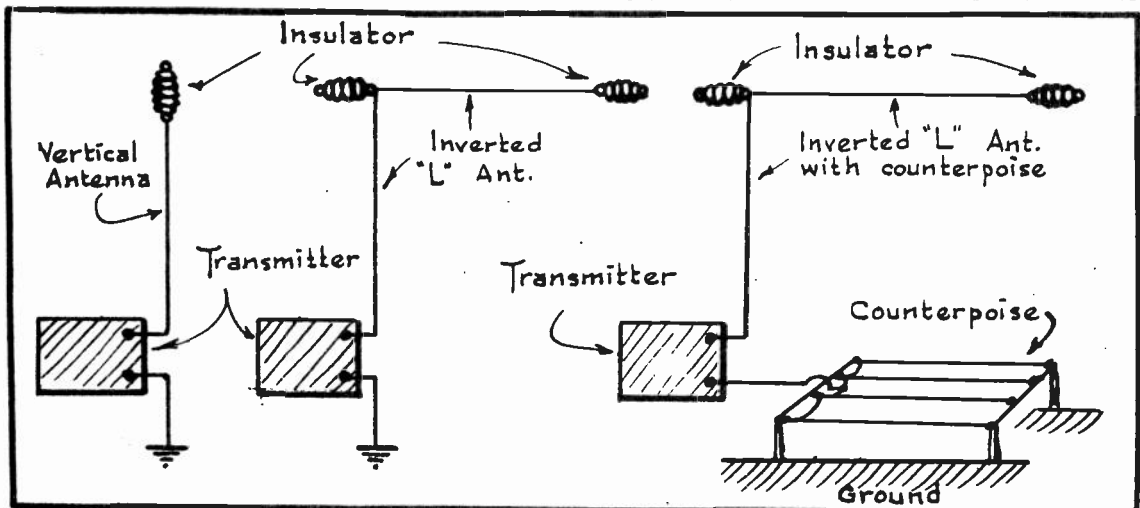 Insulator
Insulator
Vertical
Antenna
Inverted
"L" Ant.
Inverted "L" Ant.
with counterpoise
Transmitter
Transmitter
Counterpoise
Ground